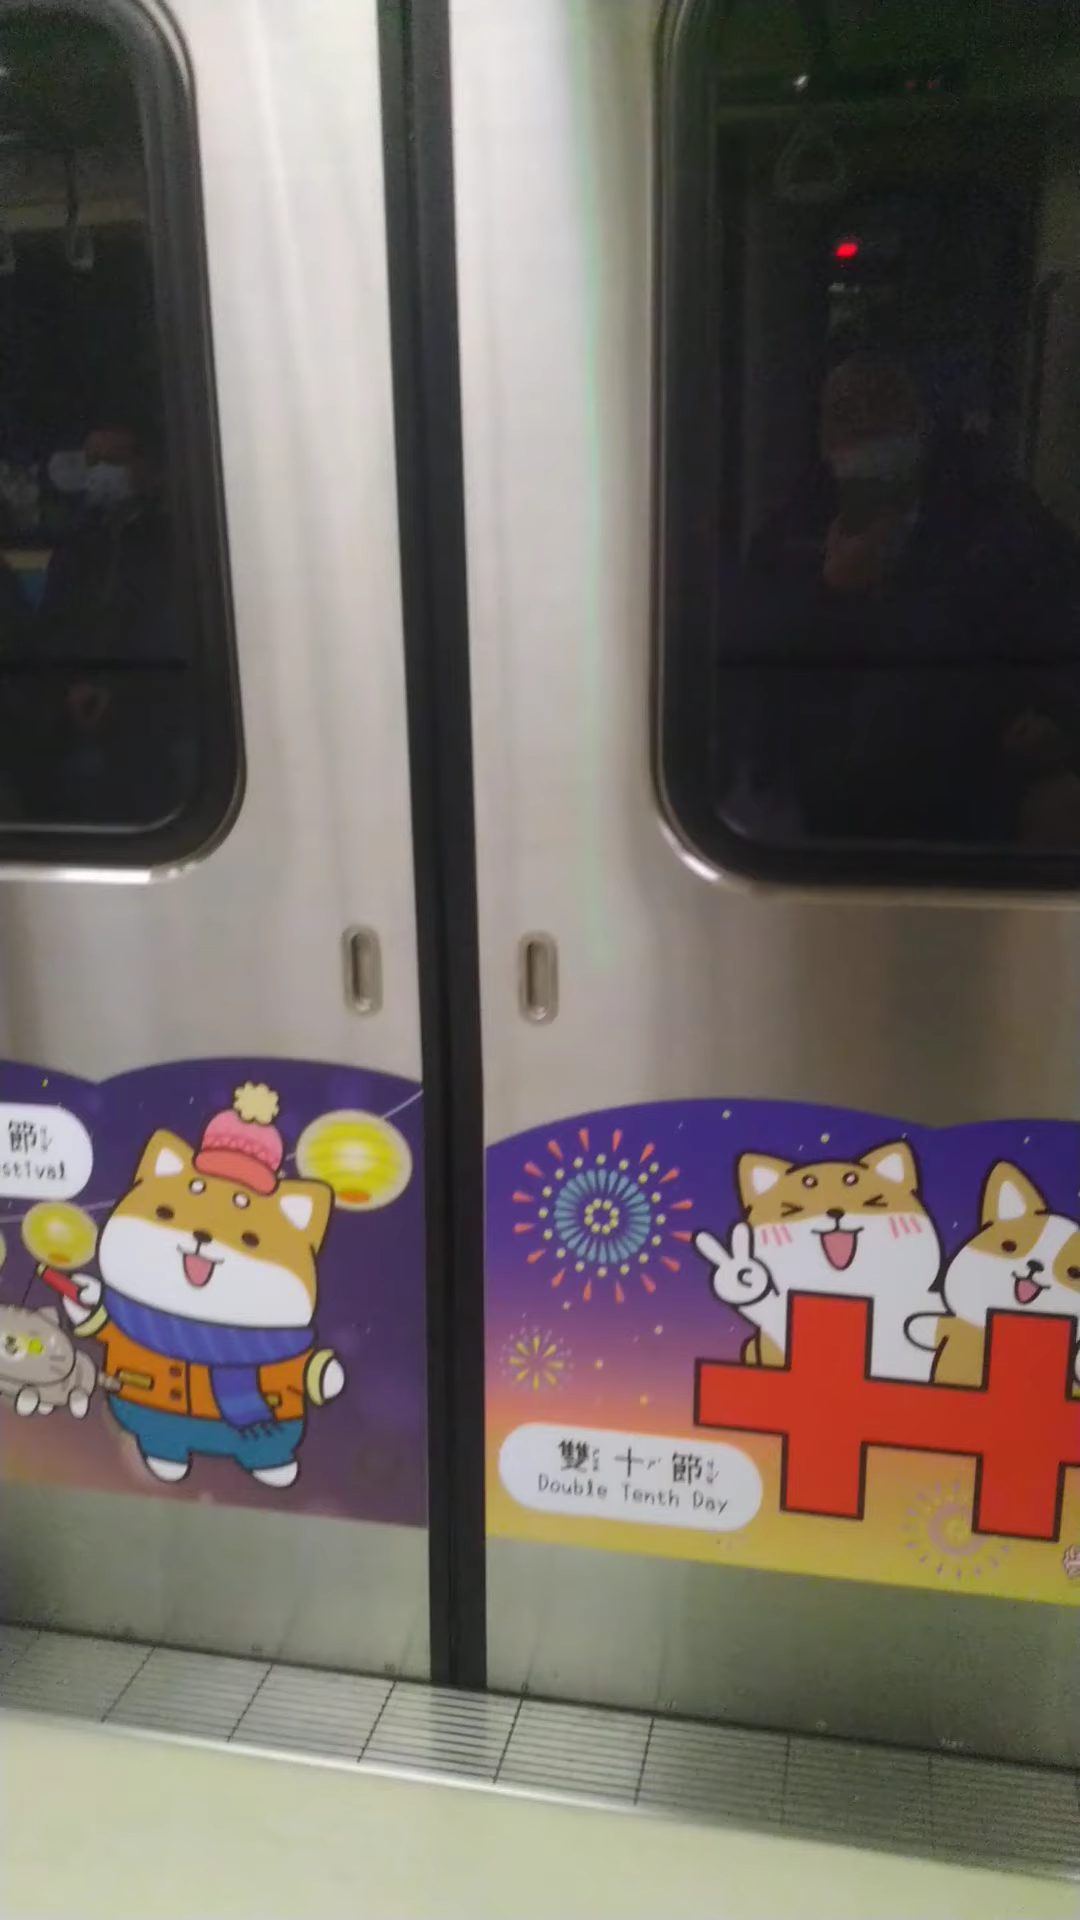 節
stival
雙十節
Double Tenth Day